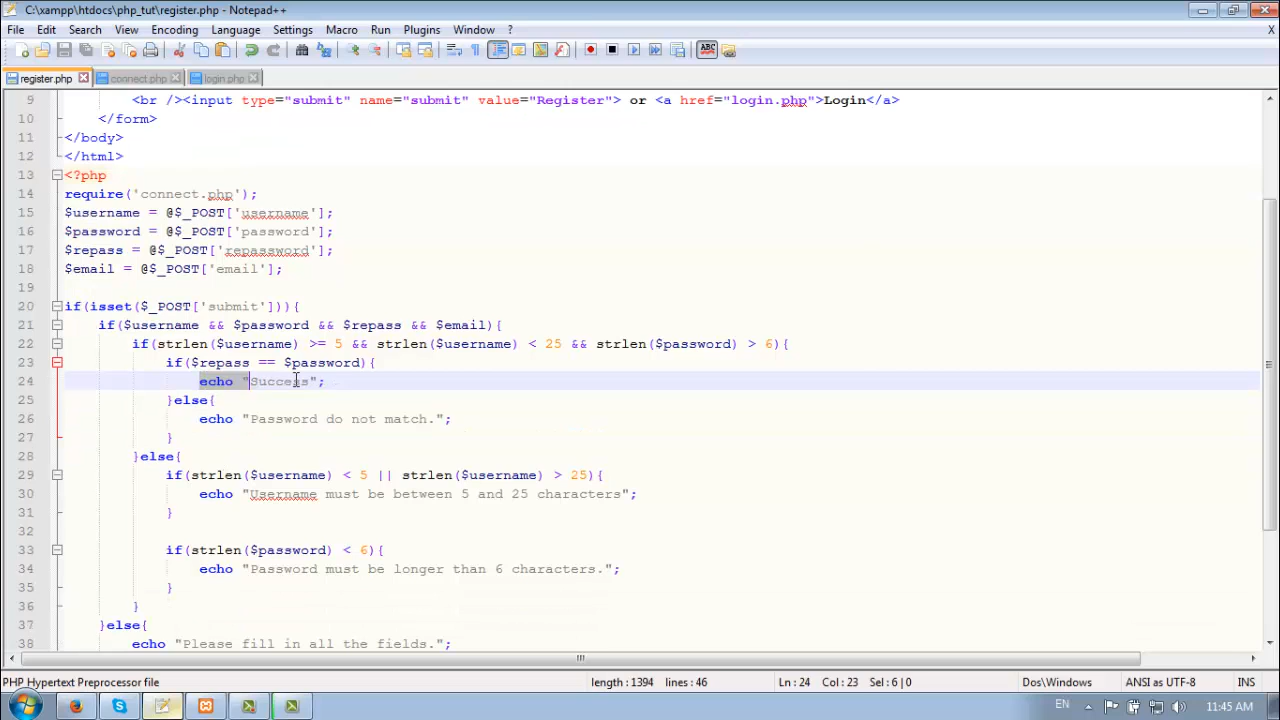 C:\xampp\htdocs\php_tut\register.php - Notepad++
File Edit Search View Encoding Language Settings Macro Run Plugins Window ? X
ABC
register.php connect.php login.php
9 <br /><input type="submit" name="submit" value="Register"> or <a href="login.php">Login</a>
10 </form>
11 </body>
12 </html>
13 <?php
14 require('connect.php');
15 $username = @$_POST['username'];
16 $password = @$_POST['password'];
17 $repass = @$_POST['repassword'];
18 $email = @$_POST['email'];
19
20 if(isset($_POST['submit'])){
21 if($username && $password && $repass && $email){
22 if(strlen($username) >= 5 && strlen($username) < 25 && strlen($password) > 6){
23 if($repass == $password){
24 echo "Success";
25 }else{
26 echo "Password do not match.";
27 }
28 }else{
29 if(strlen($username) < 5 || strlen($username) > 25){
30 echo "Username must be between 5 and 25 characters";
31 }
32
33 if(strlen($password) < 6){
34 echo "Password must be longer than 6 characters.";
35 }
36 }
37 }else{
38 echo "Please fill in all the fields.";
PHP Hypertext Preprocessor file length : 1394 lines : 46 Ln : 24 Col : 23 Sel : 6 | 0 Dos\Windows ANSI as UTF-8 INS
EN 11:45 AM